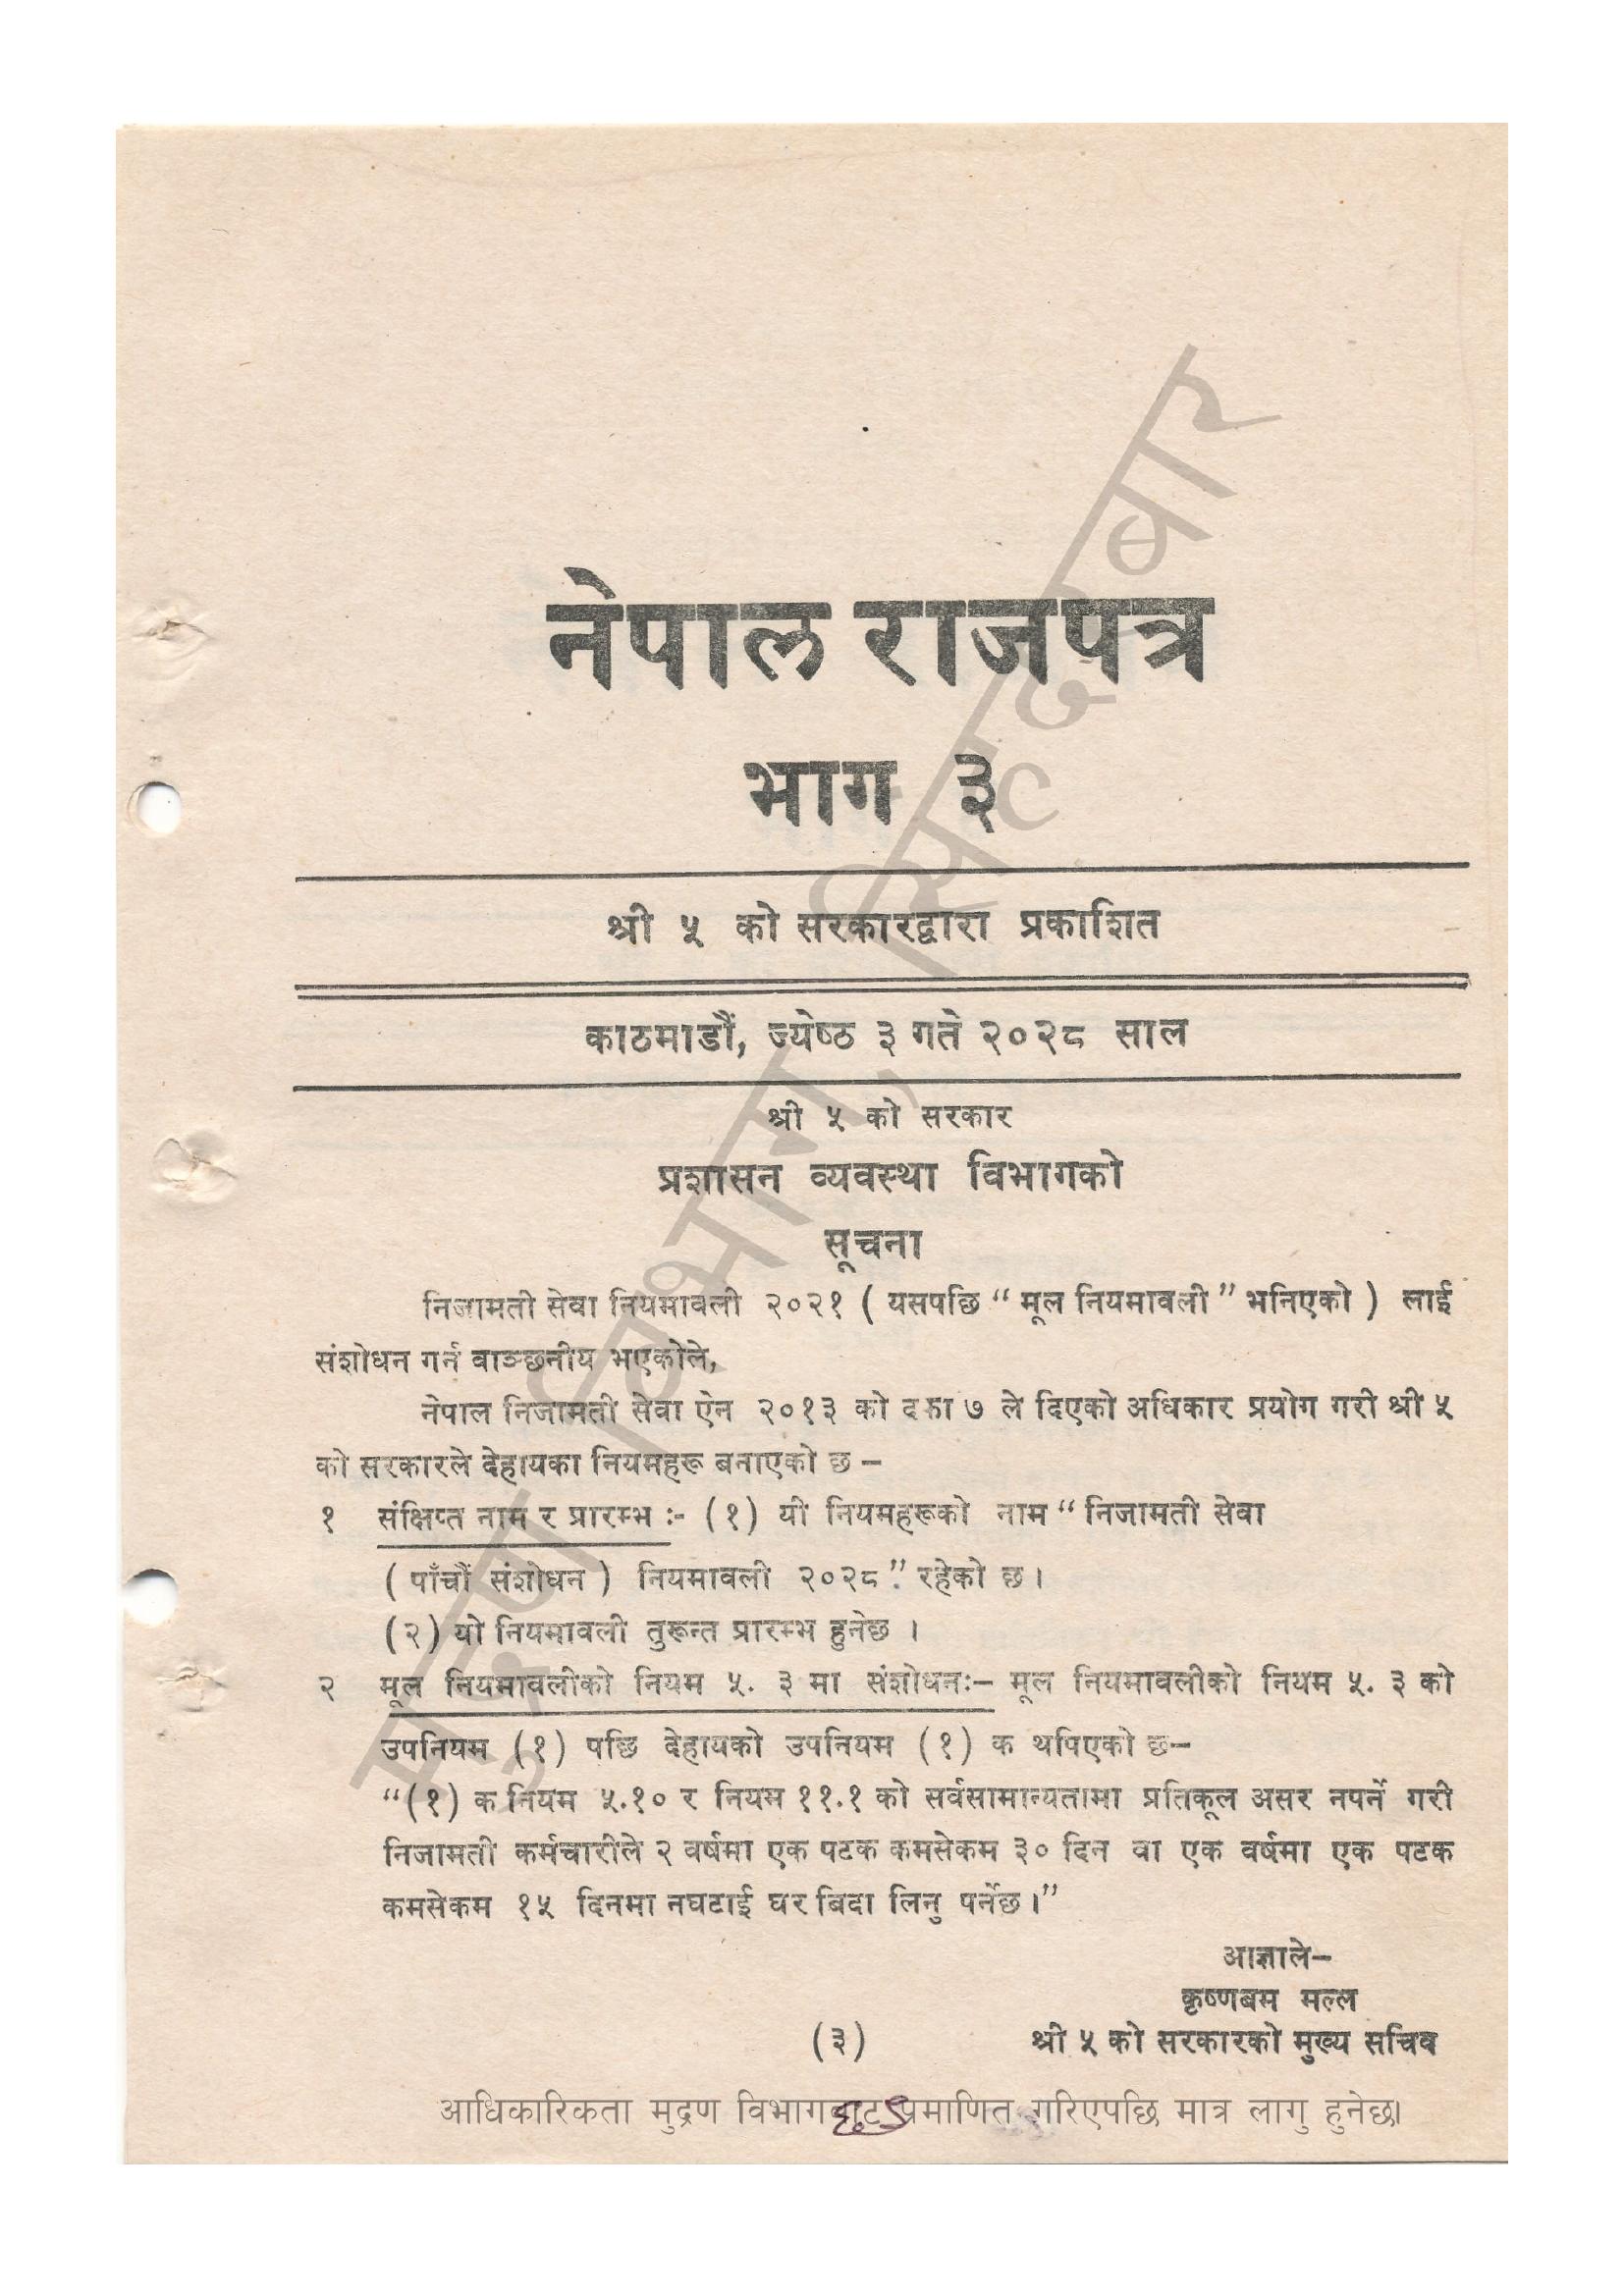 नेपाल राजपत्र
भाग ३
श्री ५ को सरकारद्वारा प्रकाशित
काठमाडौं, ज्येष्ठ ३ गते २०२८ साल
श्री ५ को सरकार
प्रशासन व्यवस्था विभागको
सूचना
निजामती सेवा नियमावली २०२१ ( यसपछि “ मूल नियमावली ” भनिएको ) लाई
संशोधन गर्न वाञ्छनीय भएकोले,
नेपाल निजामती सेवा ऐन २०१३ को दफा ७ ले दिएको अधिकार प्रयोग गरी श्री ५
को सरकारले देहायका नियमहरू बनाएको छ –
१ संक्षिप्त नाम र प्रारम्भ :- (१) यी नियमहरूको नाम “ निजामती सेवा
( पाँचौं संशोधन ) नियमावली २०२८ ”. रहेको छ ।
(२) यो नियमावली तुरून्त प्रारम्भ हुनेछ ।
२ मूल नियमावलीको नियम ५. ३ मा संशोधनः– मूल नियमावलीको नियम ५. ३ को
उपनियम (१) पछि देहायको उपनियम (१) क थपिएको छ–
“(१) क नियम ५.१० र नियम ११.१ को सर्वसामान्यतामा प्रतिकूल असर नपर्ने गरी
निजामती कर्मचारीले २ वर्षमा एक पटक कमसेकम ३० दिन वा एक वर्षमा एक पटक
कमसेकम १५ दिनमा नघटाई घर बिदा लिनु पर्नेछ ।”
आज्ञाले–
कृष्णबम मल्ल
श्री ५ को सरकारको मुख्य सचिव
(३)
आधिकारिकता मुद्रण विभागबाट प्रमाणित गरिएपछि मात्र लागु हुनेछ।
मुद्रण विभाग, सिंहदरबार